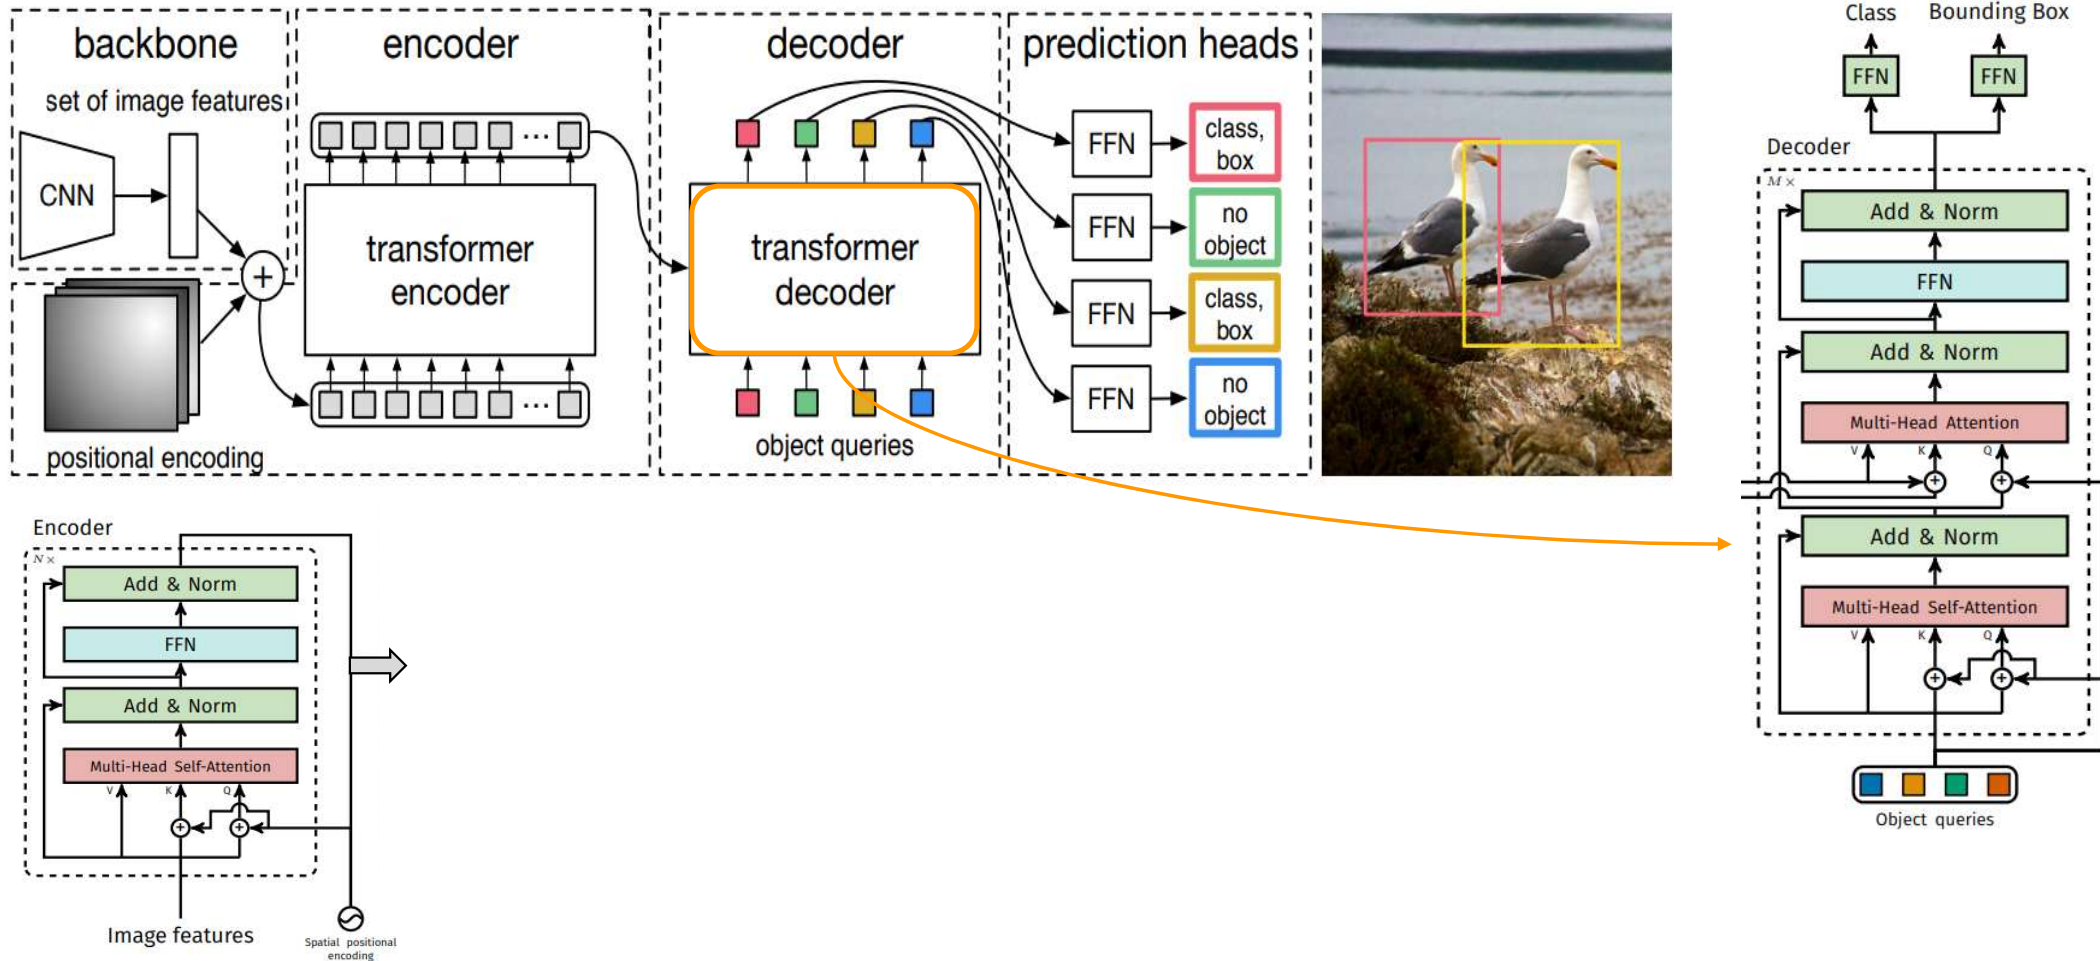 backbone
set of image features
CNN
+
positional encoding
encoder
...
transformer
encoder
...
decoder
transformer
decoder
object queries
prediction heads
FFN
class,
box
FFN
no
object
FFN
class,
box
FFN
no
object
Class
Bounding Box
FFN
FFN
Decoder
M×
Add & Norm
FFN
Add & Norm
Multi-Head Attention
V
K
Q
+
+
Add & Norm
Multi-Head Self-Attention
V
K
Q
+
+
Object queries
Encoder
N×
Add & Norm
FFN
Add & Norm
Multi-Head Self-Attention
V
K
Q
+
+
Image features
Spatial positional
encoding